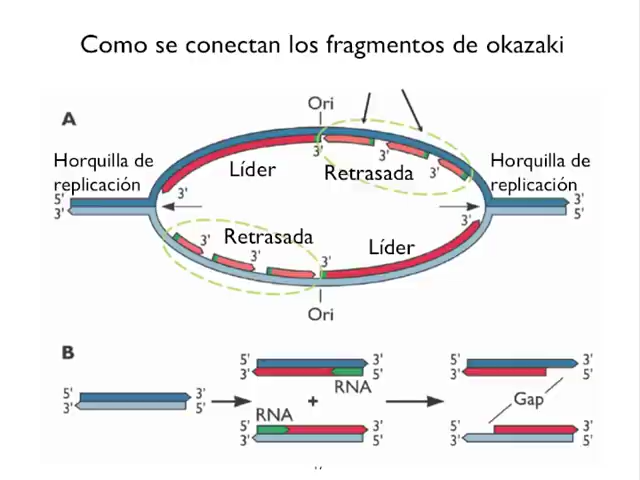 Como se conectan los fragmentos de okazaki
A
Ori
Horquilla de
replicación
Líder
3'
Retrasada
3'
3'
Horquilla de
replicación
5'
3'
3'
3'
5'
3'
3'
3'
Retrasada
3'
Líder
Ori
B
5'
3'
3'
5'
5'
3'
3'
5'
RNA
+
RNA
5'
3'
3'
5'
5'
3'
3'
5'
Gap
5'
3'
3'
5'